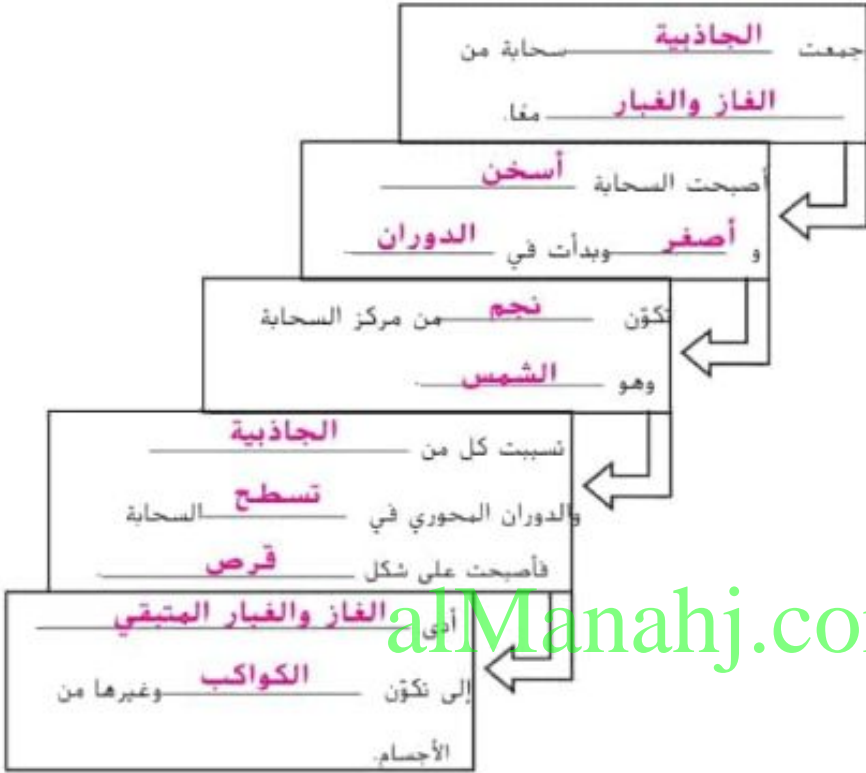 جمعت الجاذبية سحابة من
الغاز والغبار معًا.
أصبحت السحابة أسخن
و أصغر وبدأت في الدوران
تكوّن نجم من مركز السحابة
وهو الشمس.
تسببت كل من الجاذبية
والدوران المحوري في تسطح السحابة
فأصبحت على شكل قرص.
أدى الغاز والغبار المتبقي
إلى تكوّن الكواكب وغيرها من
الأجسام.
alManahj.co